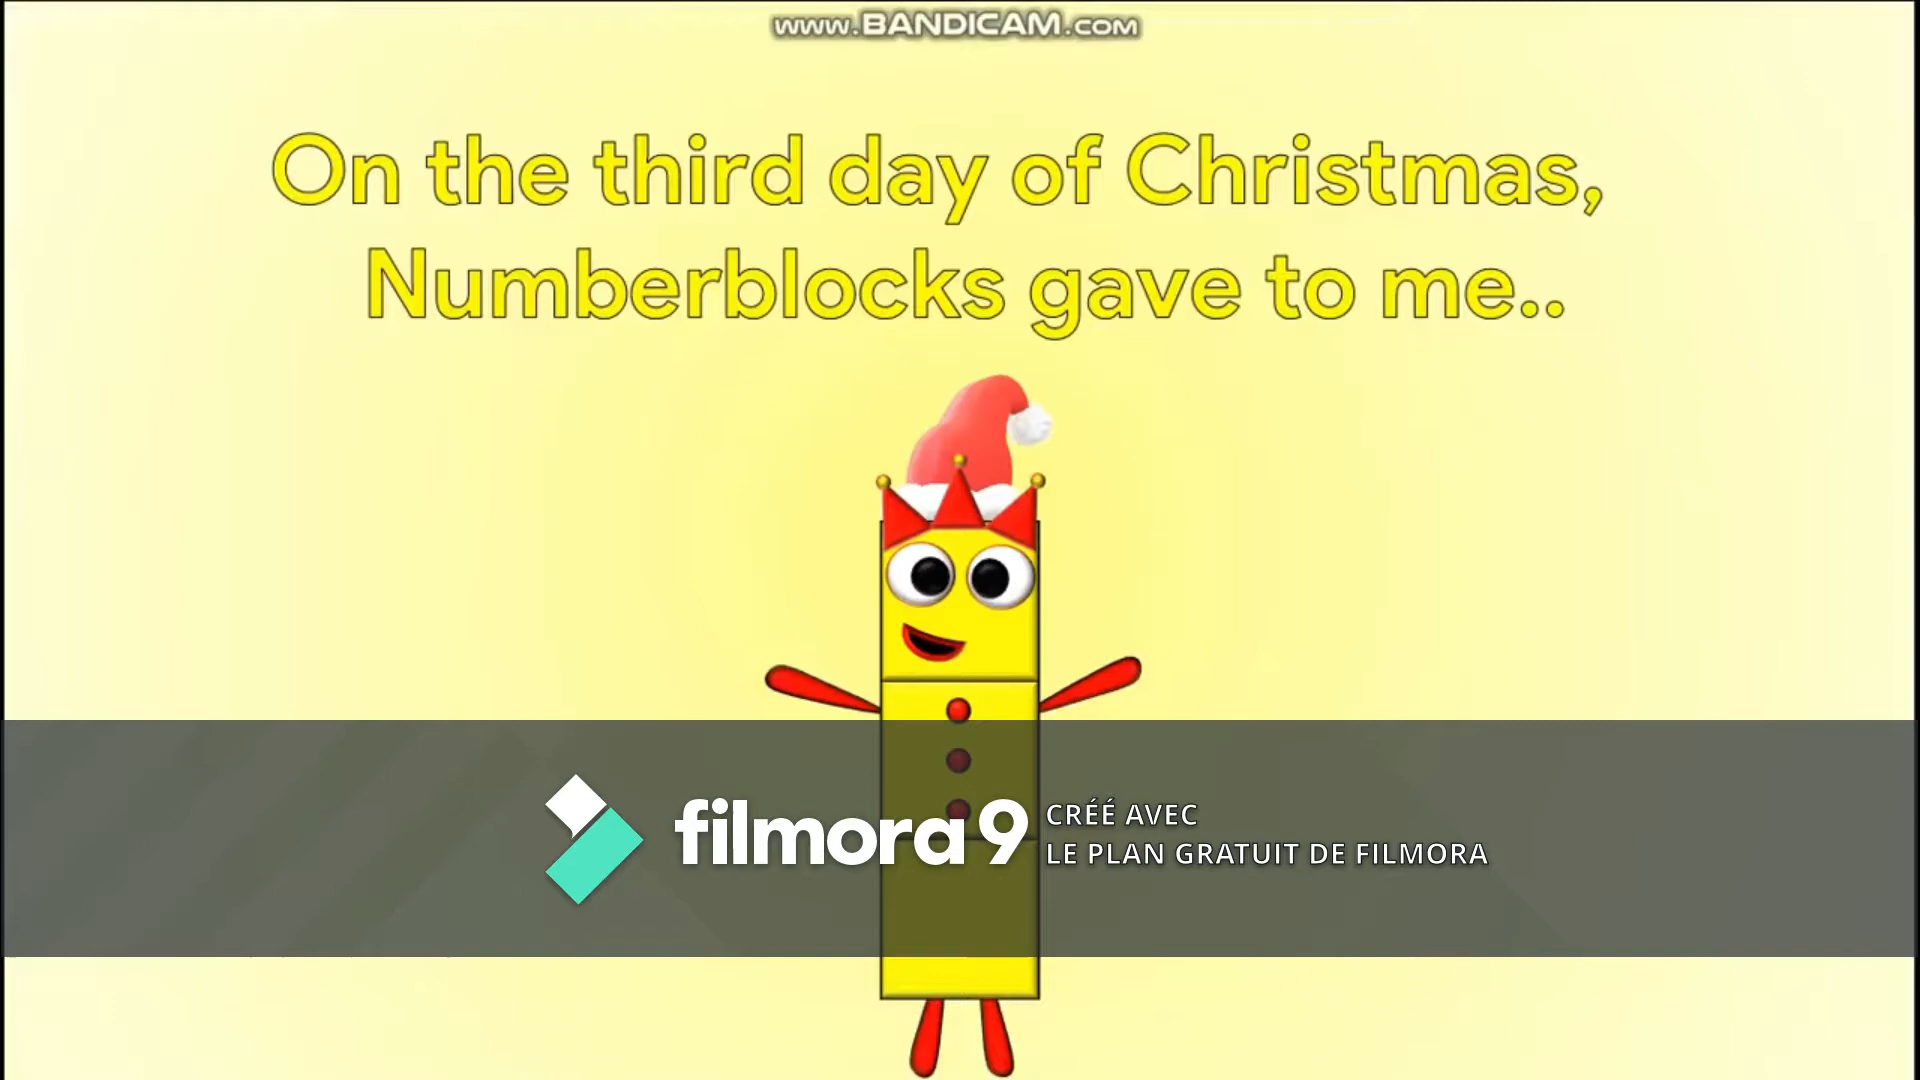 www.BANDICAM.com
On the third day of Christmas,
Numberblocks gave to me..
filmora9
CRÉÉ AVEC
LE PLAN GRATUIT DE FILMORA